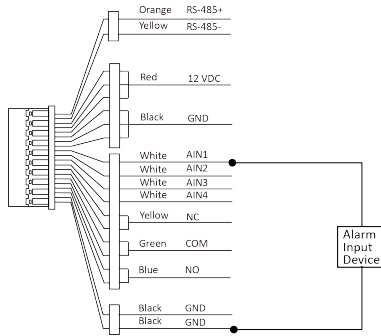 Orange RS-485+
Yellow RS-485-
Red 12 VDC
Black GND
White AIN1
White AIN2
White AIN3
White AIN4
Yellow NC
Green COM
Blue NO
Black GND
Black GND
Alarm
Input
Device